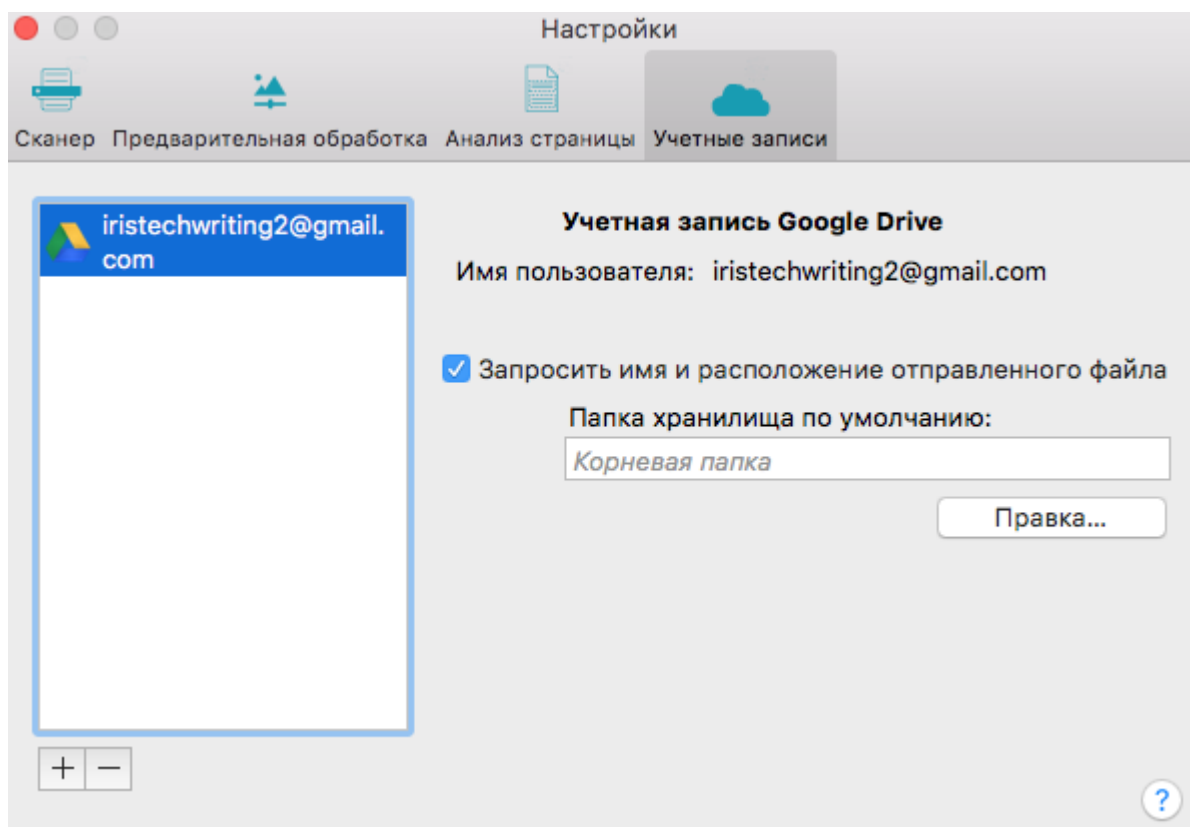 Настройки
Сканер Предварительная обработка Анализ страницы Учетные записи
iristechwriting2@gmail.
com
Учетная запись Google Drive
Имя пользователя: iristechwriting2@gmail.com
Запросить имя и расположение отправленного файла
Папка хранилища по умолчанию:
Корневая папка
Правка...
+ −
?